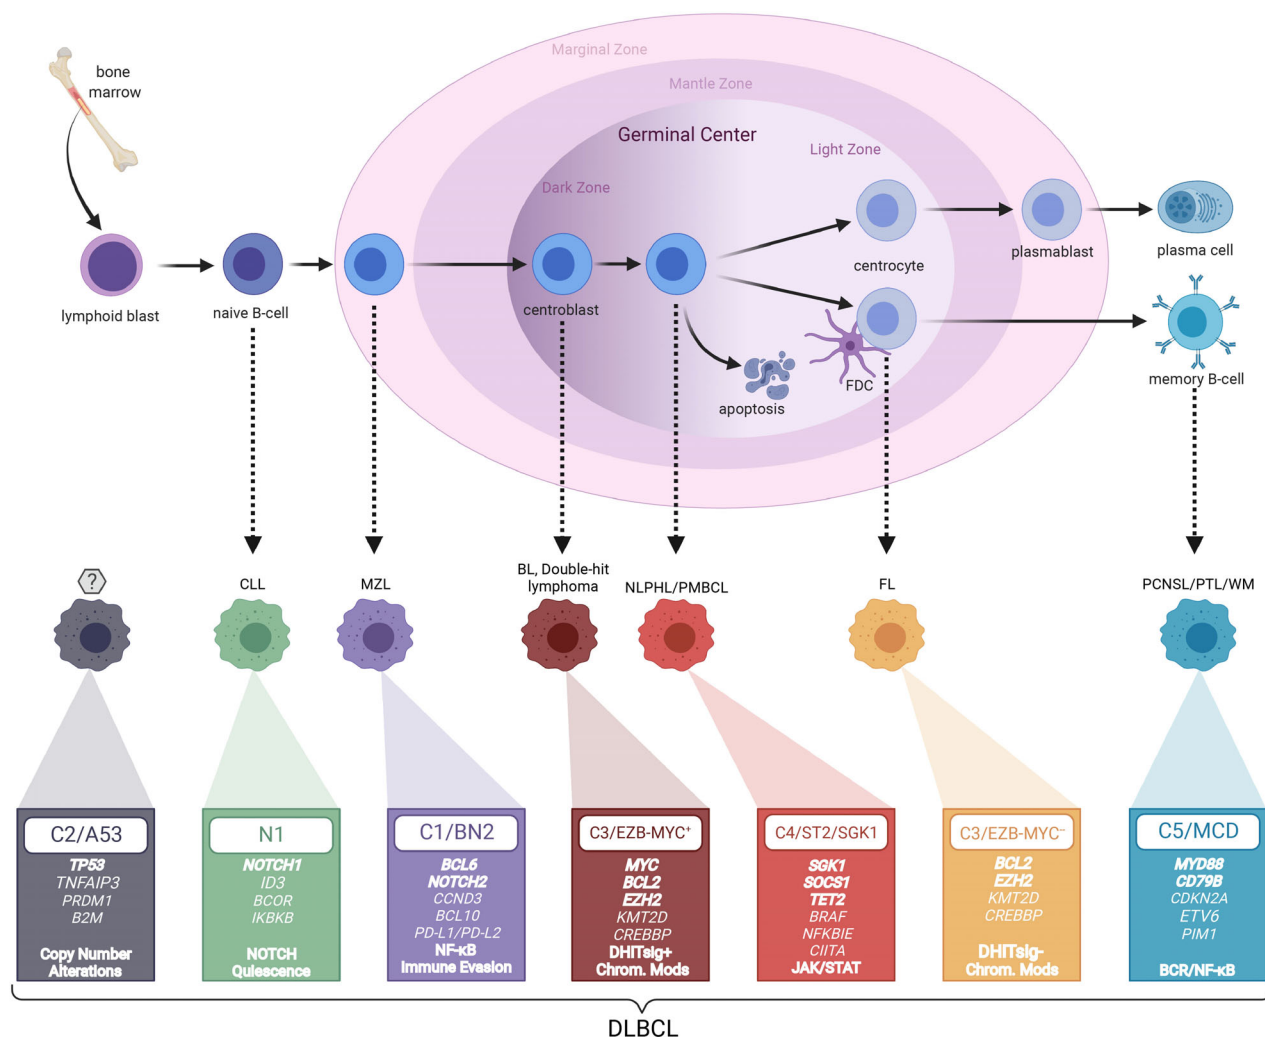 bone
marrow
Marginal Zone
Mantle Zone
Germinal Center
Light Zone
Dark Zone
lymphoid blast
naive B-cell
centroblast
centrocyte
plasmablast
plasma cell
apoptosis
FDC
memory B-cell
?
CLL
MZL
BL, Double-hit
lymphoma
NLPHL/PMBCL
FL
PCNSL/PTL/WM
C2/A53
TP53
TNFAIP3
PRDM1
B2M
Copy Number
Alterations
N1
NOTCH1
ID3
BCOR
IKBKB
NOTCH
Quiescence
C1/BN2
BCL6
NOTCH2
CCND3
BCL10
PD-L1/PD-L2
NF-κB
Immune Evasion
C3/EZB-MYC⁺
MYC
BCL2
EZH2
KMT2D
CREBBP
DHITsig+
Chrom. Mods
C4/ST2/SGK1
SGK1
SOCS1
TET2
BRAF
NFKBIE
CIITA
JAK/STAT
C3/EZB-MYC⁻
BCL2
EZH2
KMT2D
CREBBP
DHITsig-
Chrom. Mods
C5/MCD
MYD88
CD79B
CDKN2A
ETV6
PIM1
BCR/NF-κB
DLBCL